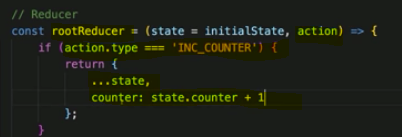 // Reducer
const rootReducer = (state = initialState, action) => {
if (action.type === 'INC_COUNTER') {
return {
...state,
counter: state.counter + 1
};
}